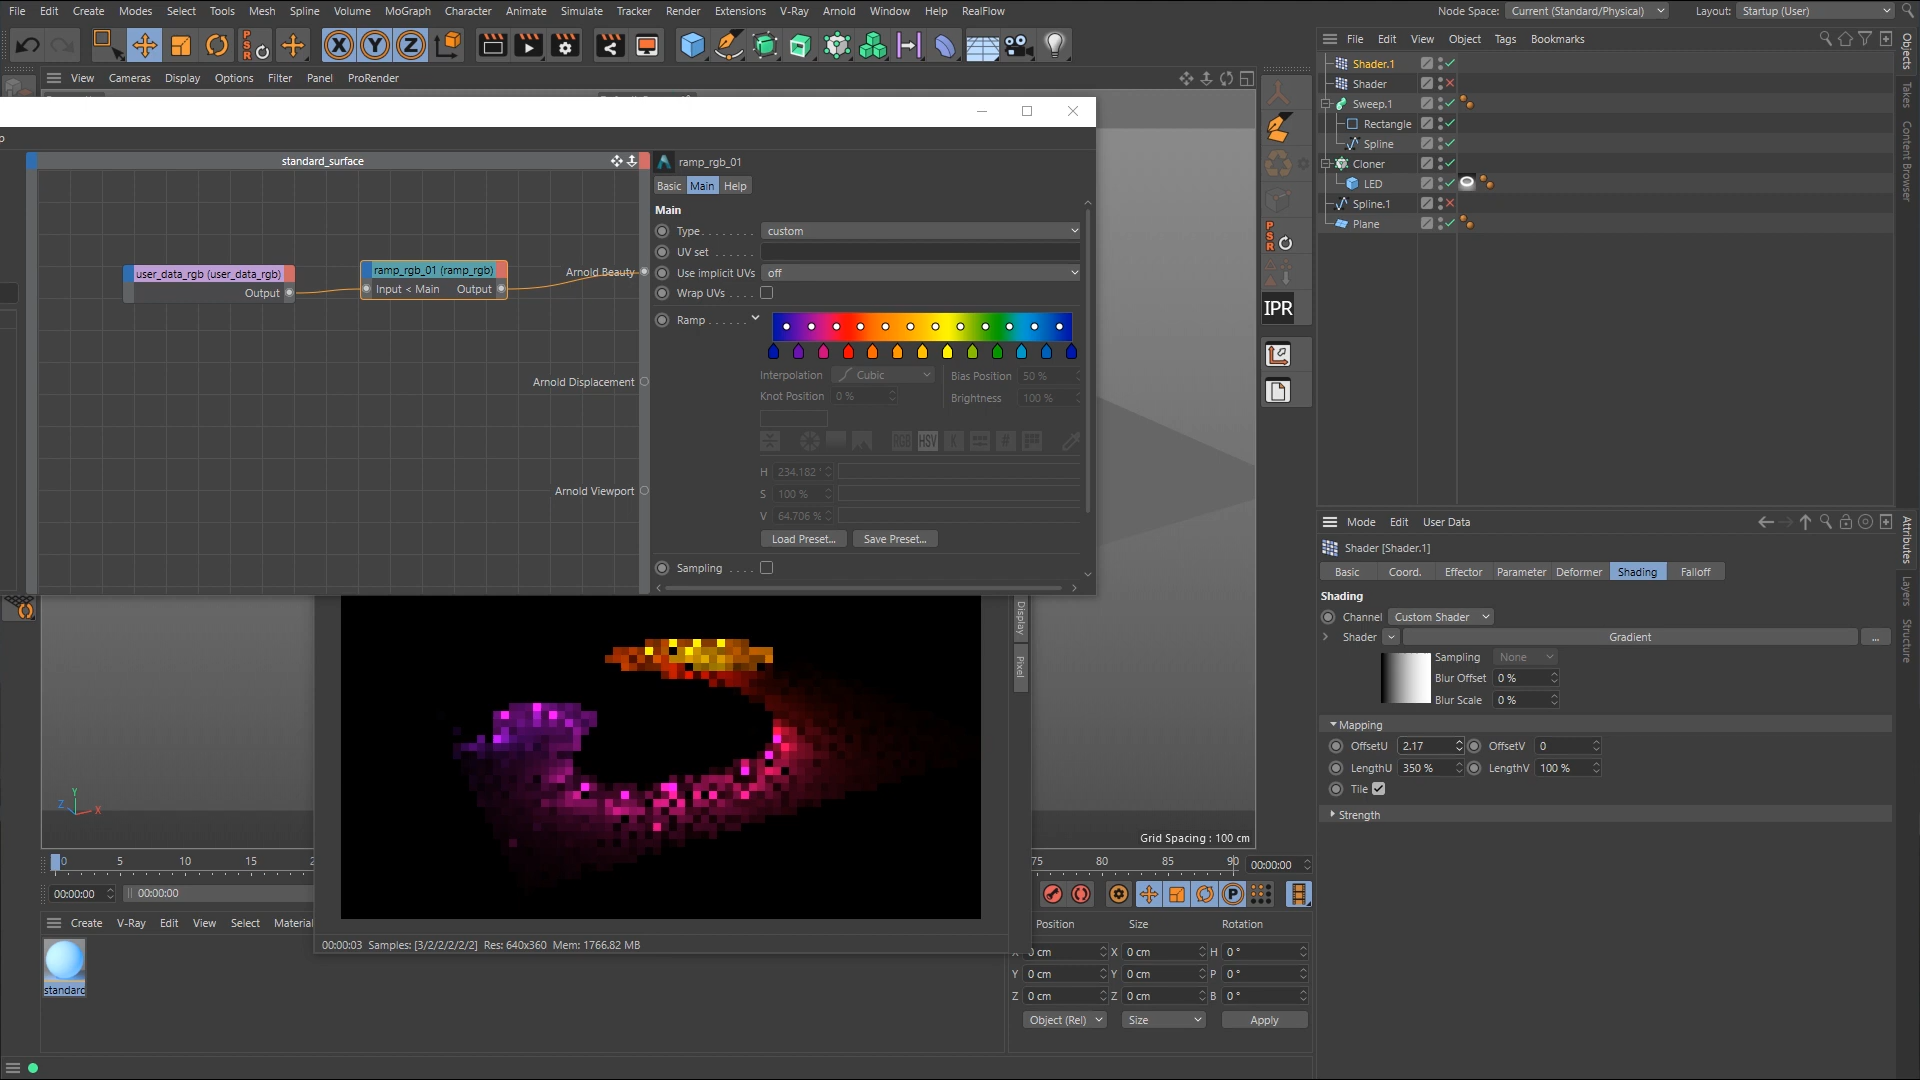 File Edit Create Modes Select Tools Mesh Spline Volume MoGraph Character Animate Simulate Tracker Render Extensions V-Ray Arnold Window Help RealFlow
Node Space: Current (Standard/Physical) Layout: Startup (User)
PSR X Y Z
File Edit View Object Tags Bookmarks
View Cameras Display Options Filter Panel ProRender
Shader.1
Shader
Sweep.1
Rectangle
Spline
Cloner
LED
Spline.1
Plane
Objects
Takes
Content Browser
standard_surface
user_data_rgb (user_data_rgb)
Output
ramp_rgb_01 (ramp_rgb)
Input < Main Output
Arnold Beauty
Arnold Displacement
Arnold Viewport
ramp_rgb_01
Basic Main Help
Main
Type custom
UV set
Use implicit UVs off
Wrap UVs
Ramp
Interpolation Cubic Bias Position 50 %
Knot Position 0 % Brightness 100 %
RGB HSV K #
H 234.182 °
S 100 %
V 64.706 %
Load Preset... Save Preset...
Sampling
PSR
IPR
Mode Edit User Data
Shader [Shader.1]
Basic Coord. Effector Parameter Deformer Shading Falloff
Shading
Channel Custom Shader
Shader Gradient ...
Sampling None
Blur Offset 0 %
Blur Scale 0 %
Mapping
OffsetU 2.17 OffsetV 0
LengthU 350 % LengthV 100 %
Tile
Strength
Attributes
Layers
Structure
Display
Pixel
Y
Z X
Grid Spacing : 100 cm
0 5 10 15 2
75 80 85 90 00:00:00
00:00:00 00:00:00
P
Create V-Ray Edit View Select Material
00:00:03 Samples: [3/2/2/2/2/2] Res: 640x360 Mem: 1766.82 MB
standard
Position Size Rotation
X 0 cm X 0 cm H 0 °
Y 0 cm Y 0 cm P 0 °
Z 0 cm Z 0 cm B 0 °
Object (Rel) Size Apply